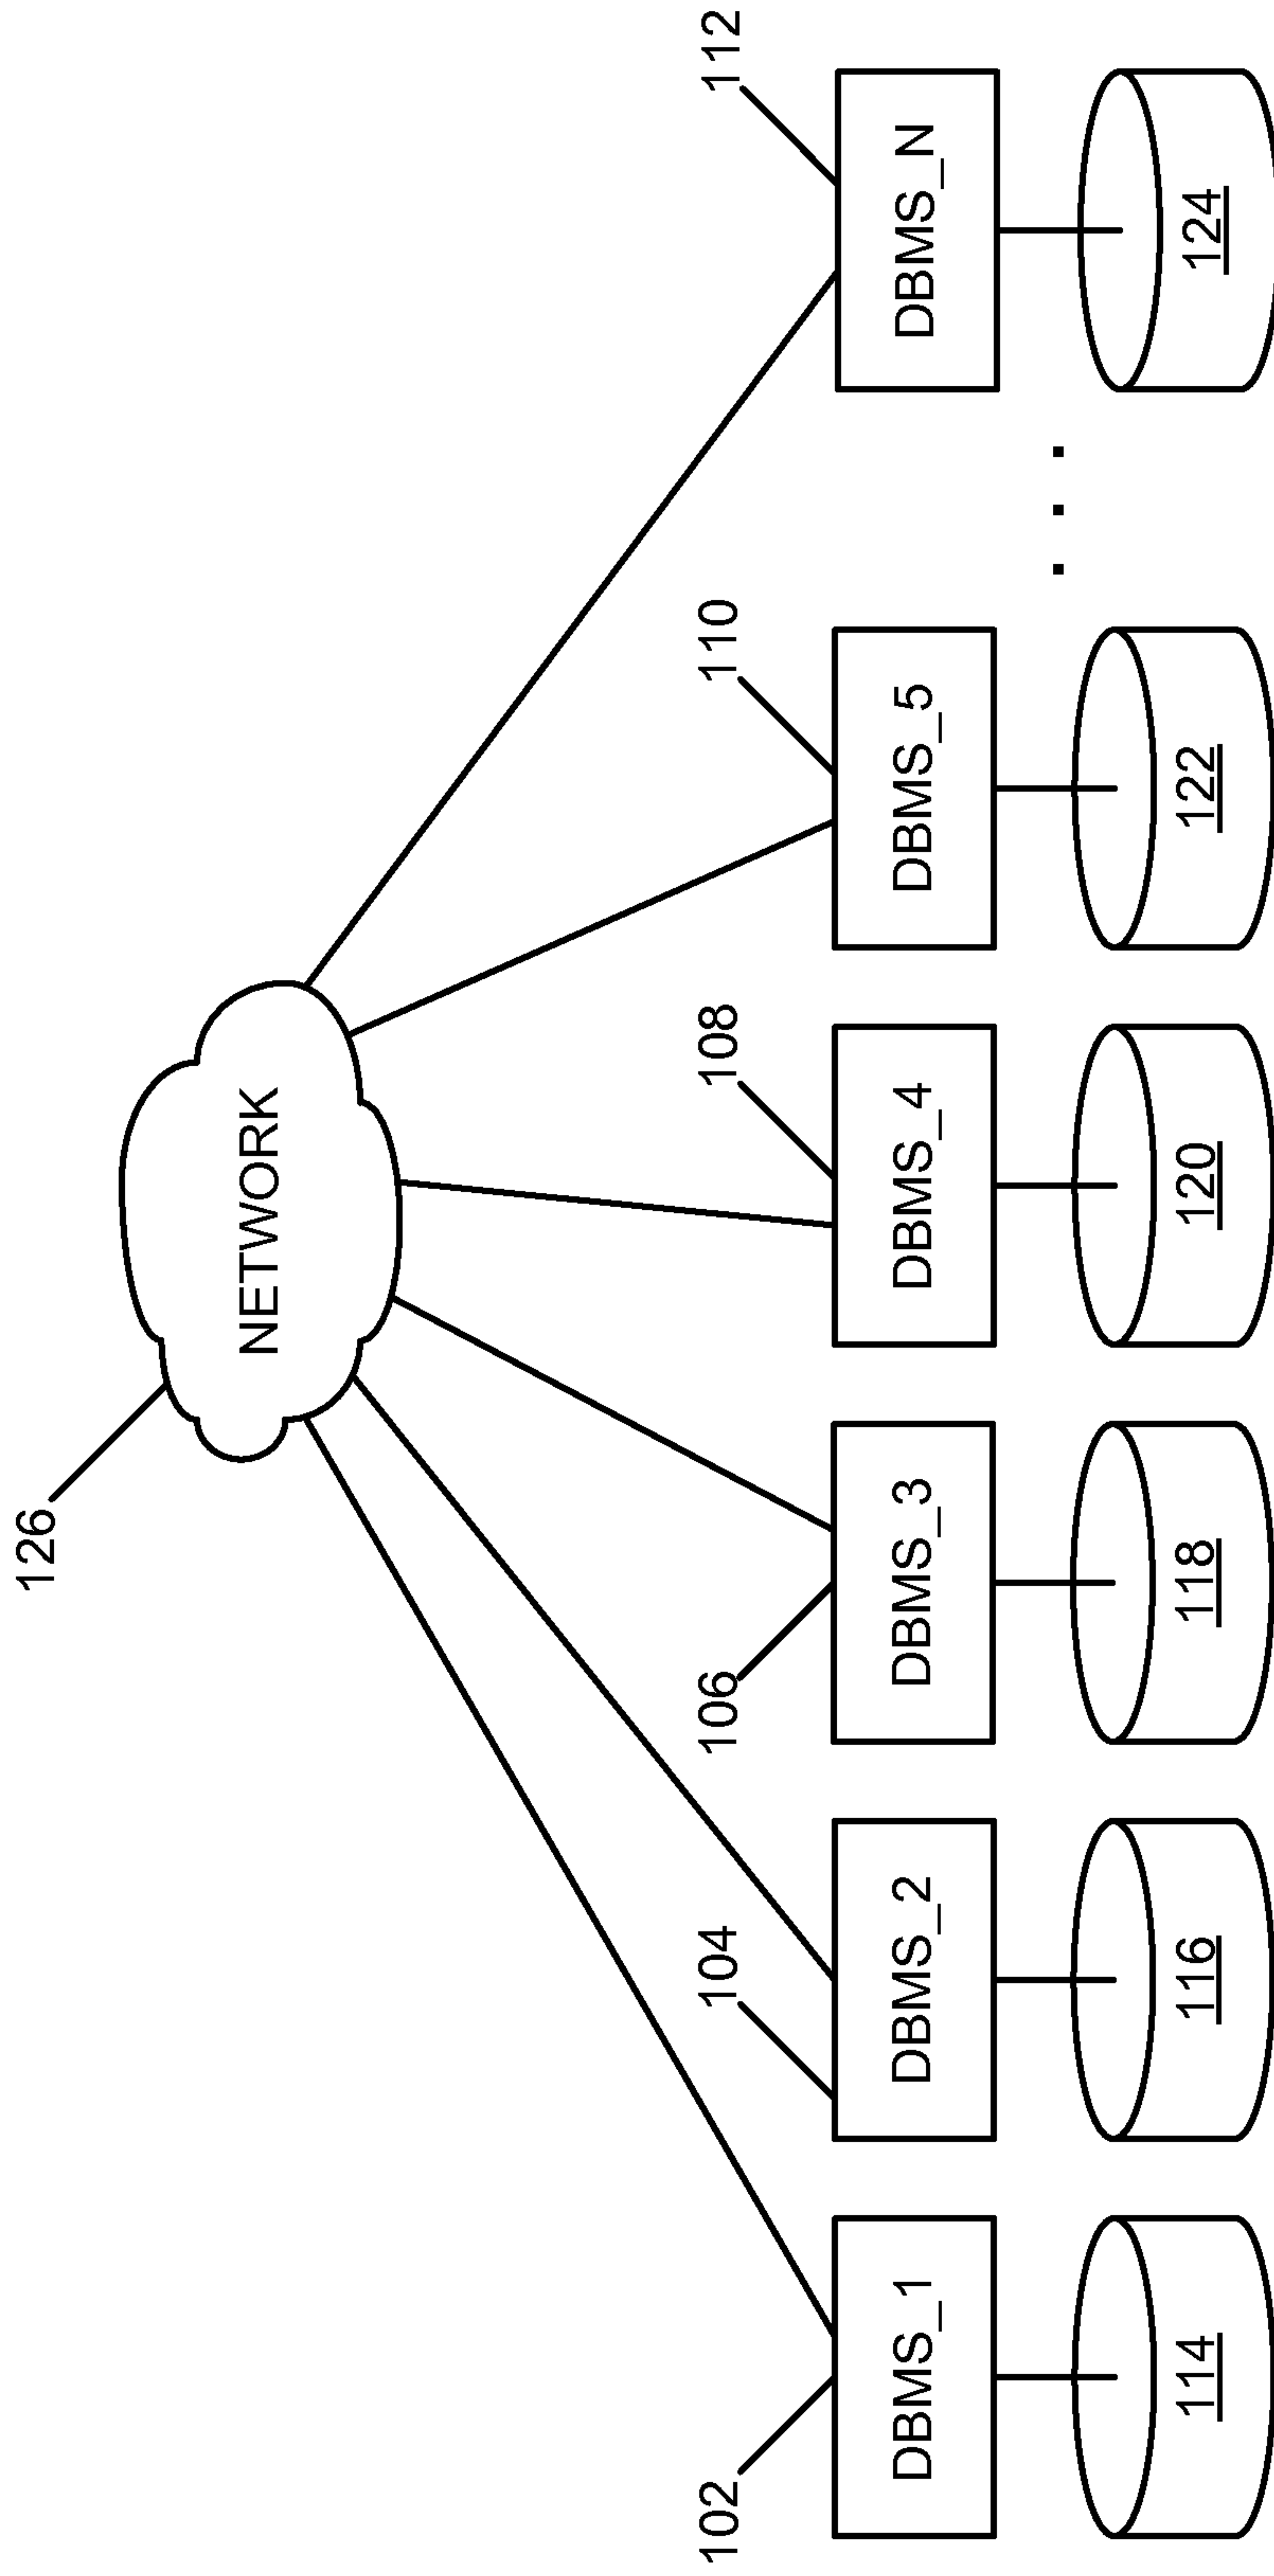 126
NETWORK
102
104
106
108
110
112
DBMS_1
DBMS_2
DBMS_3
DBMS_4
DBMS_5
DBMS_N
. . .
114
116
118
120
122
124